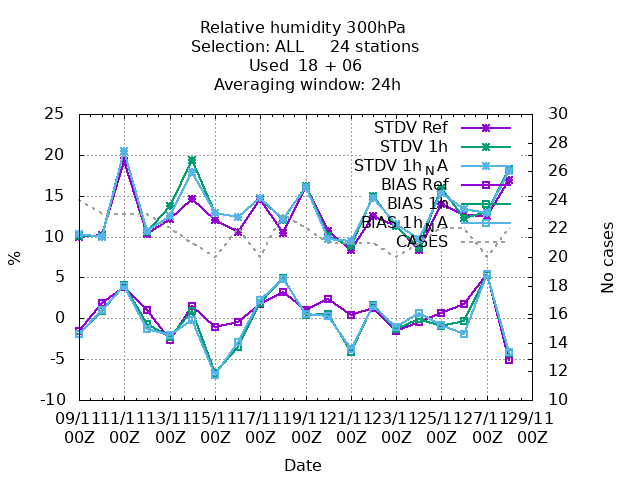 Relative humidity 300hPa
Selection: ALL     24 stations
Used  18 + 06
Averaging window: 24h
25
20
15
10
5
0
-5
-10
30
28
26
24
22
20
18
16
14
12
10
%
No cases
STDV Ref
STDV 1h
STDV 1h_NA
BIAS Ref
BIAS 1h
BIAS 1h_NA
CASES
09/11 11/11 13/11 15/11 17/11 19/11 21/11 23/11 25/11 27/11 29/11
00Z 00Z 00Z 00Z 00Z 00Z 00Z 00Z 00Z 00Z 00Z
Date